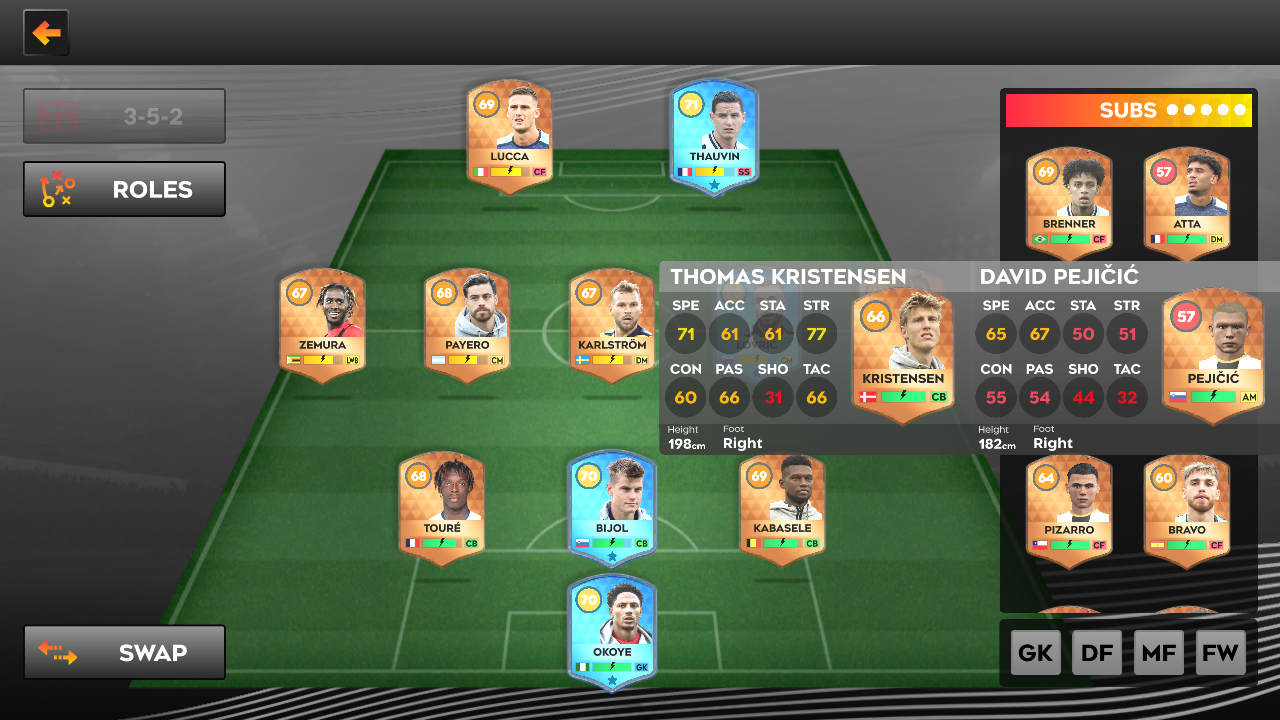 69
LUCCA
CF
71
THAUVIN
SS
3-5-2
ROLES
SUBS
69
BRENNER
CF
57
ATTA
DM
67
ZEMURA
LWB
68
PAYERO
CM
67
KARLSTRÖM
DM
LOVRIC
CM
THOMAS KRISTENSEN
SPE ACC STA STR
71 61 61 77
CON PAS SHO TAC
60 66 31 66
Height Foot
198cm Right
66
KRISTENSEN
CB
DAVID PEJIČIĆ
SPE ACC STA STR
65 67 50 51
CON PAS SHO TAC
55 54 44 32
Height Foot
182cm Right
57
PEJIČIĆ
AM
68
TOURÉ
CB
70
BIJOL
CB
69
KABASELE
CB
64
PIZARRO
CF
60
BRAVO
CF
70
OKOYE
GK
SWAP
GK DF MF FW